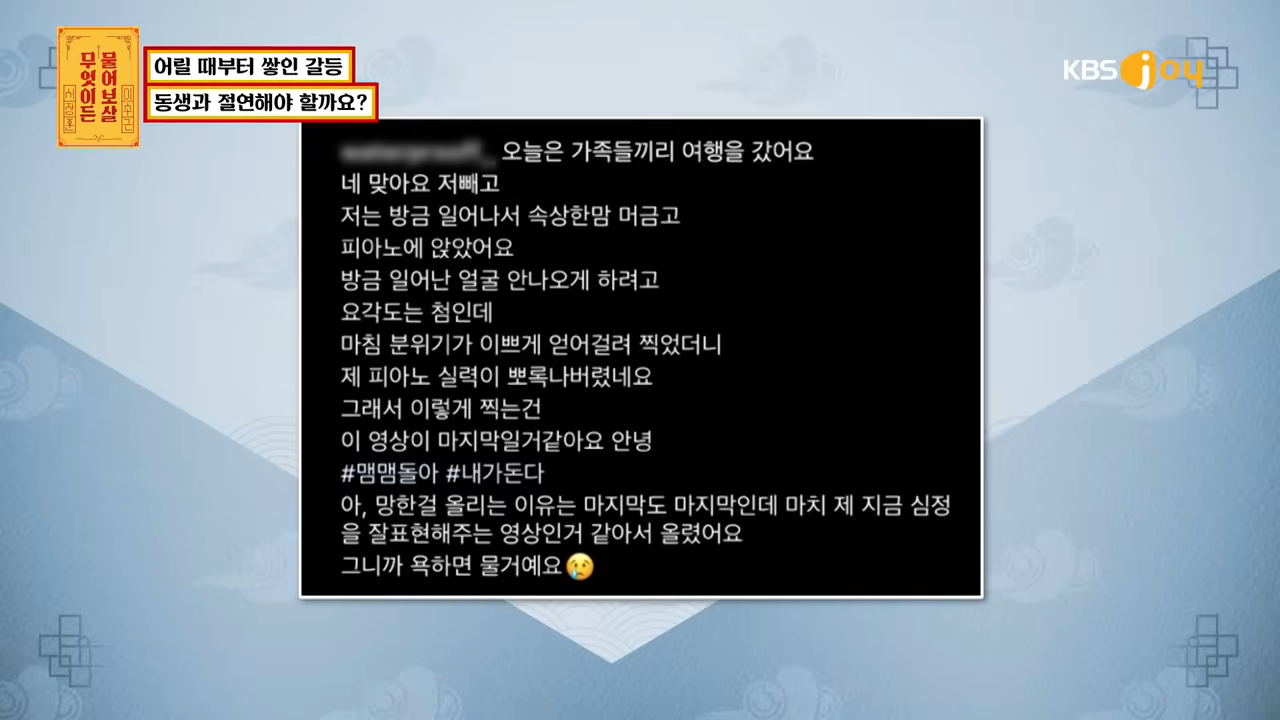 무엇이든
물어보살
서장훈
이수근
어릴 때부터 쌓인 갈등
동생과 절연해야 할까요?
KBS joy
오늘은 가족들끼리 여행을 갔어요
네 맞아요 저빼고
저는 방금 일어나서 속상한맘 머금고
피아노에 앉았어요
방금 일어난 얼굴 안나오게 하려고
요각도는 첨인데
마침 분위기가 이쁘게 얻어걸려 찍었더니
제 피아노 실력이 뽀록나버렸네요
그래서 이렇게 찍는건
이 영상이 마지막일거같아요 안녕
#맴맴돌아 #내가돈다
아, 망한걸 올리는 이유는 마지막도 마지막인데 마치 제 지금 심정
을 잘표현해주는 영상인거 같아서 올렸어요
그니까 욕하면 물거예요😢